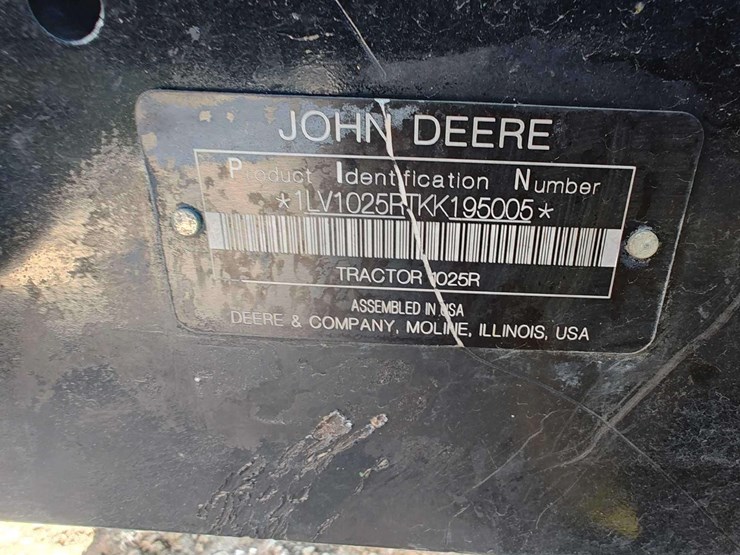 JOHN DEERE
Product Identification Number
*1LV1025RTKK195005*
TRACTOR 1025R
ASSEMBLED IN USA
DEERE & COMPANY, MOLINE, ILLINOIS, USA